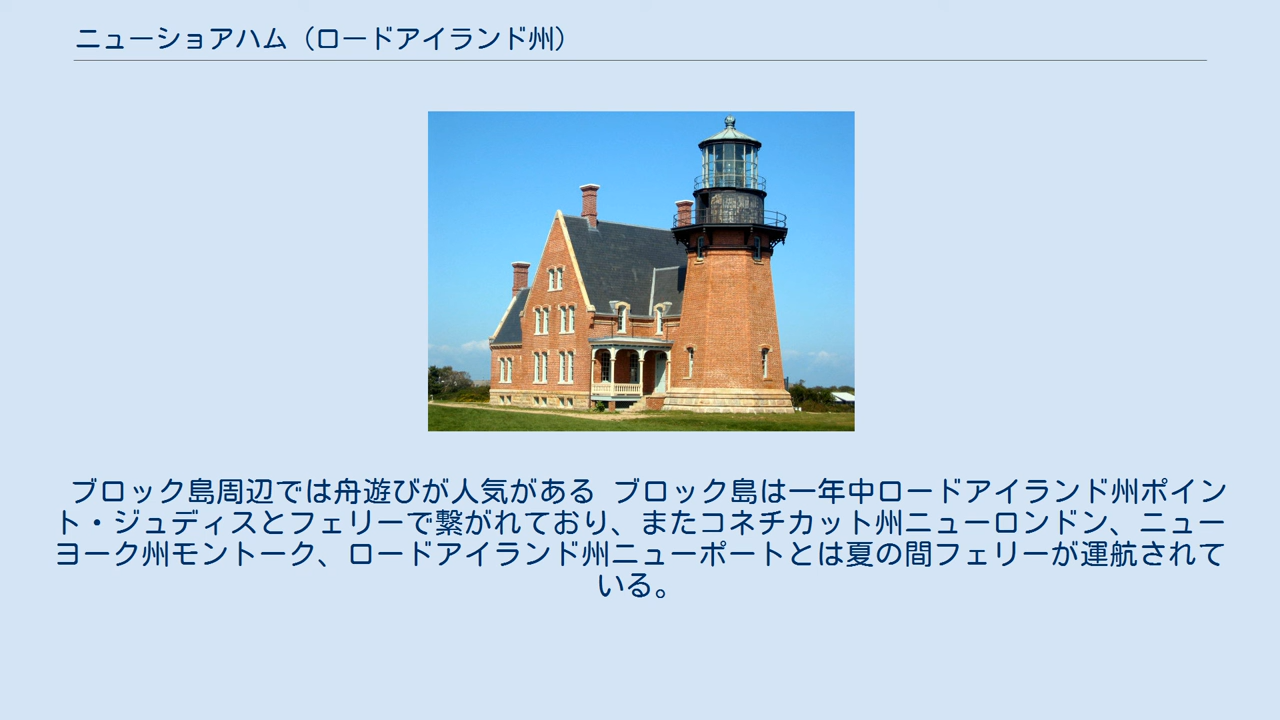 ニューショアハム（ロードアイランド州）
ブロック島周辺では舟遊びが人気がある  ブロック島は一年中ロードアイランド州ポイン
ト・ジュディスとフェリーで繋がれており、またコネチカット州ニューロンドン、ニュー
ヨーク州モントーク、ロードアイランド州ニューポートとは夏の間フェリーが運航されて
いる。